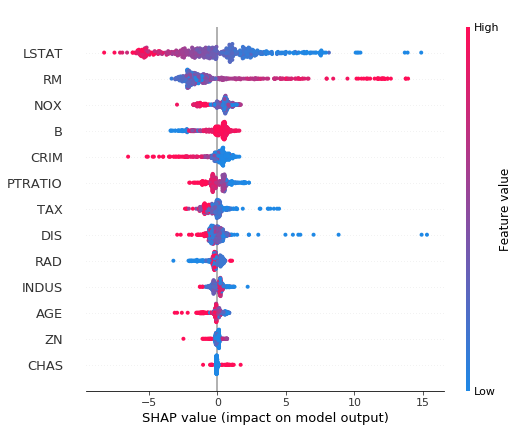 High
LSTAT
RM
NOX
B
CRIM
PTRATIO
TAX
DIS
RAD
INDUS
AGE
ZN
CHAS
Feature value
Low
−5
0
5
10
15
SHAP value (impact on model output)